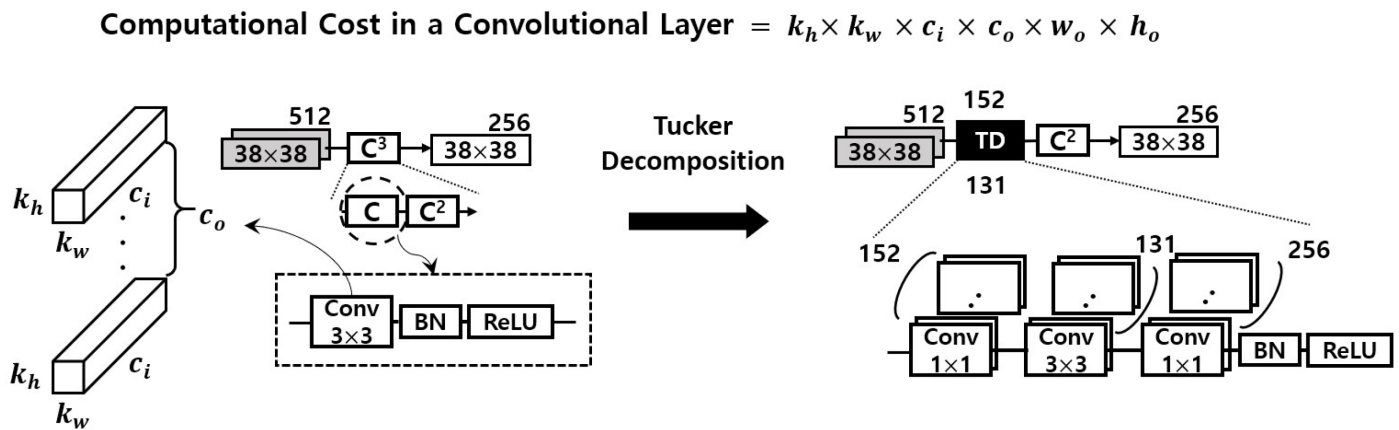 Computational Cost in a Convolutional Layer = k_h × k_w × c_i × c_o × w_o × h_o
k_h
k_w
c_i
c_o
k_h
k_w
c_i
512
38×38
C³
256
38×38
C
C²
Conv
3×3
BN
ReLU
Tucker
Decomposition
512
38×38
152
TD
131
C²
256
38×38
152
131
256
Conv
1×1
Conv
3×3
Conv
1×1
BN
ReLU